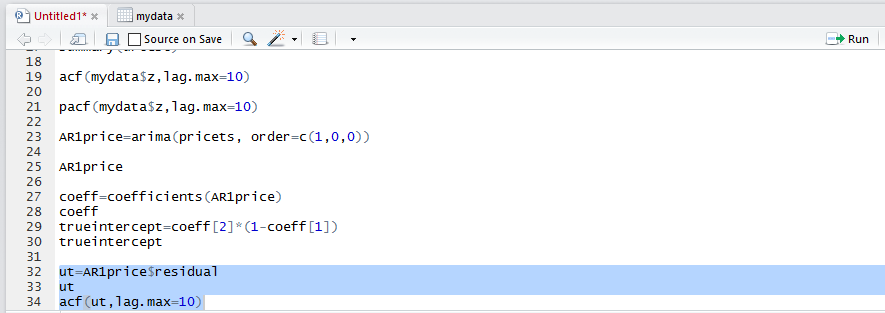 Untitled1* mydata
Source on Save Run
18
19 acf(mydata$z,lag.max=10)
20
21 pacf(mydata$z,lag.max=10)
22
23 AR1price=arima(pricets, order=c(1,0,0))
24
25 AR1price
26
27 coeff=coefficients(AR1price)
28 coeff
29 trueintercept=coeff[2]*(1-coeff[1])
30 trueintercept
31
32 ut=AR1price$residual
33 ut
34 acf(ut,lag.max=10)